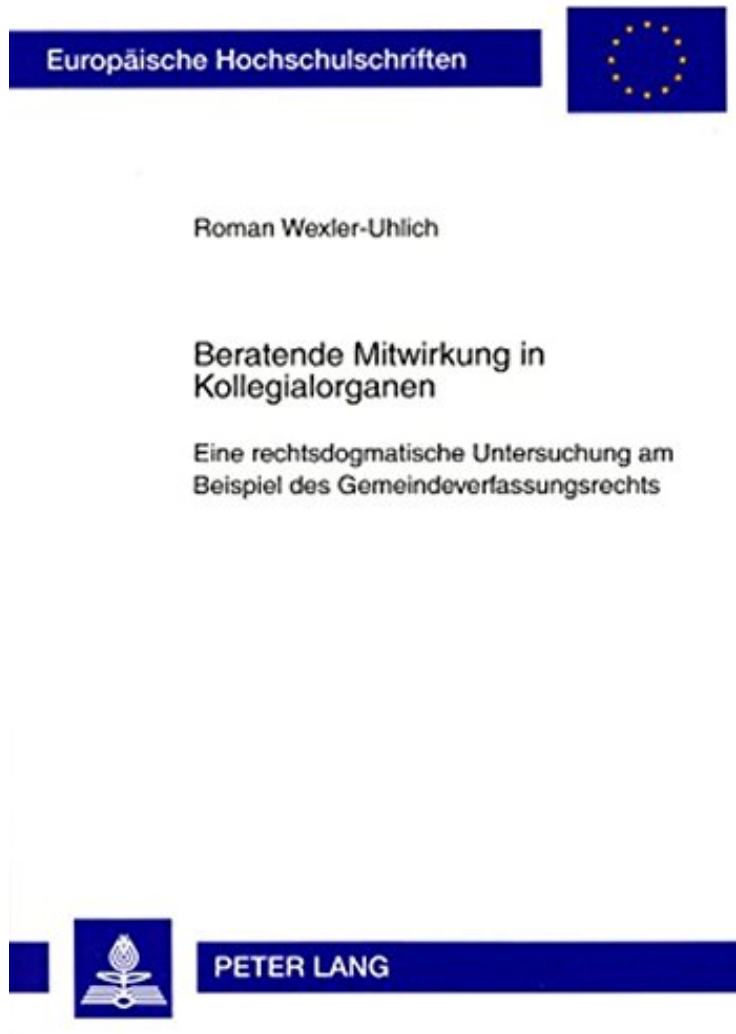 Europäische Hochschulschriften
Roman Wexler-Uhlich
Beratende Mitwirkung in
Kollegialorganen
Eine rechtsdogmatische Untersuchung am
Beispiel des Gemeindeverfassungsrechts
PETER LANG